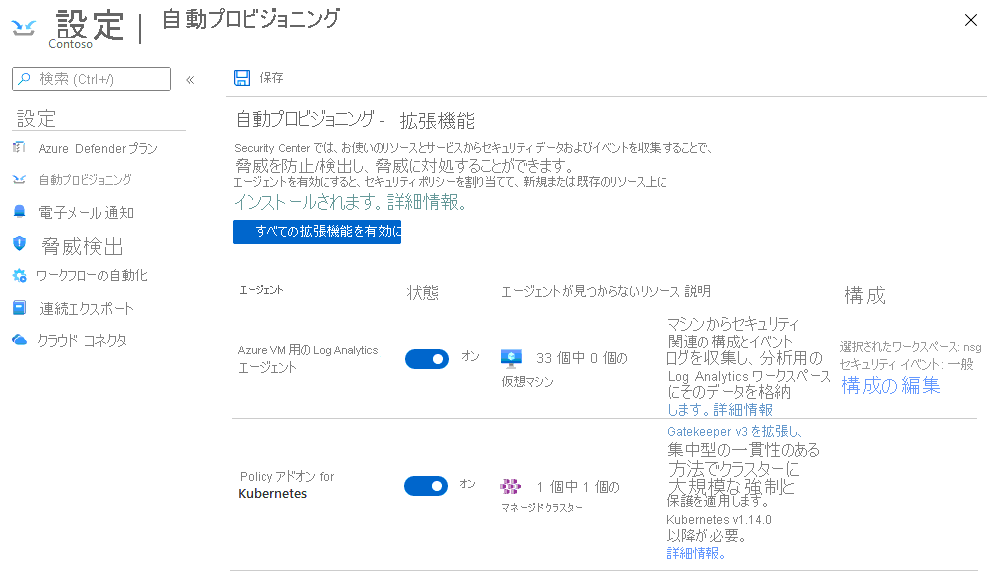 設定 | 自動プロビジョニング
Contoso
検索 (Ctrl+/)
«
設定
Azure Defender プラン
自動プロビジョニング
電子メール通知
脅威検出
ワークフローの自動化
連続エクスポート
クラウド コネクタ
保存
自動プロビジョニング - 拡張機能
Security Center では、お使いのリソースとサービスからセキュリティ データおよびイベントを収集することで、
脅威を防止/検出し、脅威に対処することができます。
エージェントを有効にすると、セキュリティ ポリシーを割り当てて、新規または既存のリソース上に
インストールされます。詳細情報。
すべての拡張機能を有効に
エージェント
状態
エージェントが見つからないリソース 説明
構成
Azure VM 用の Log Analytics
エージェント
オン
33 個中 0 個の
仮想マシン
マシンからセキュリティ
関連の構成とイベント
ログを収集し、分析用の
Log Analytics ワークスペース
にそのデータを格納
します。詳細情報
選択されたワークスペース: nsg
セキュリティ イベント: 一般
構成の編集
Policy アドオン for
Kubernetes
オン
1 個中 1 個の
マネージド クラスター
Gatekeeper v3 を拡張し、
集中型の一貫性のある
方法でクラスターに
大規模な強制と
保護を適用します。
Kubernetes v1.14.0
以降が必要。
詳細情報。